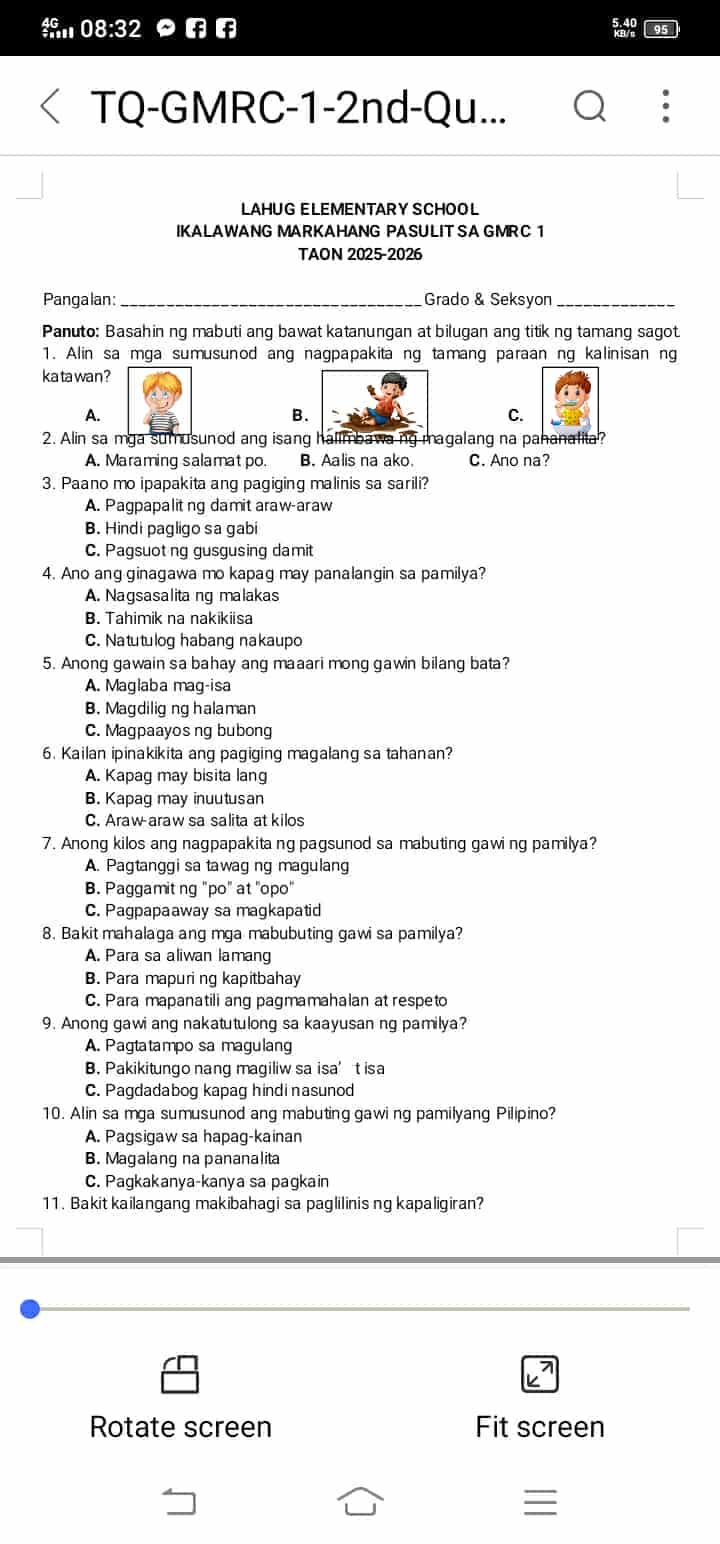 4G 08:32 5.40 KB/s 95
TQ-GMRC-1-2nd-Qu...
LAHUG ELEMENTARY SCHOOL
IKALAWANG MARKAHANG PASULIT SA GMRC 1
TAON 2025-2026
Pangalan: _________________________________ Grado & Seksyon _____________
Panuto: Basahin ng mabuti ang bawat katanungan at bilugan ang titik ng tamang sagot.
1. Alin sa mga sumusunod ang nagpapakita ng tamang paraan ng kalinisan ng
katawan?
A. B. C.
2. Alin sa mga sumusunod ang isang halimbawa ng magalang na pananalita?
A. Maraming salamat po. B. Aalis na ako. C. Ano na?
3. Paano mo ipapakita ang pagiging malinis sa sarili?
A. Pagpapalit ng damit araw-araw
B. Hindi pagligo sa gabi
C. Pagsuot ng gusgusing damit
4. Ano ang ginagawa mo kapag may panalangin sa pamilya?
A. Nagsasalita ng malakas
B. Tahimik na nakikiisa
C. Natutulog habang nakaupo
5. Anong gawain sa bahay ang maaari mong gawin bilang bata?
A. Maglaba mag-isa
B. Magdilig ng halaman
C. Magpaayos ng bubong
6. Kailan ipinakikita ang pagiging magalang sa tahanan?
A. Kapag may bisita lang
B. Kapag may inuutusan
C. Araw-araw sa salita at kilos
7. Anong kilos ang nagpapakita ng pagsunod sa mabuting gawi ng pamilya?
A. Pagtanggi sa tawag ng magulang
B. Paggamit ng "po" at "opo"
C. Pagpapaaway sa magkapatid
8. Bakit mahalaga ang mga mabubuting gawi sa pamilya?
A. Para sa aliwan lamang
B. Para mapuri ng kapitbahay
C. Para mapanatili ang pagmamahalan at respeto
9. Anong gawi ang nakatutulong sa kaayusan ng pamilya?
A. Pagtatampo sa magulang
B. Pakikitungo nang magiliw sa isa' t isa
C. Pagdadabog kapag hindi nasunod
10. Alin sa mga sumusunod ang mabuting gawi ng pamilyang Pilipino?
A. Pagsigaw sa hapag-kainan
B. Magalang na pananalita
C. Pagkakanya-kanya sa pagkain
11. Bakit kailangang makibahagi sa paglilinis ng kapaligiran?
Rotate screen Fit screen